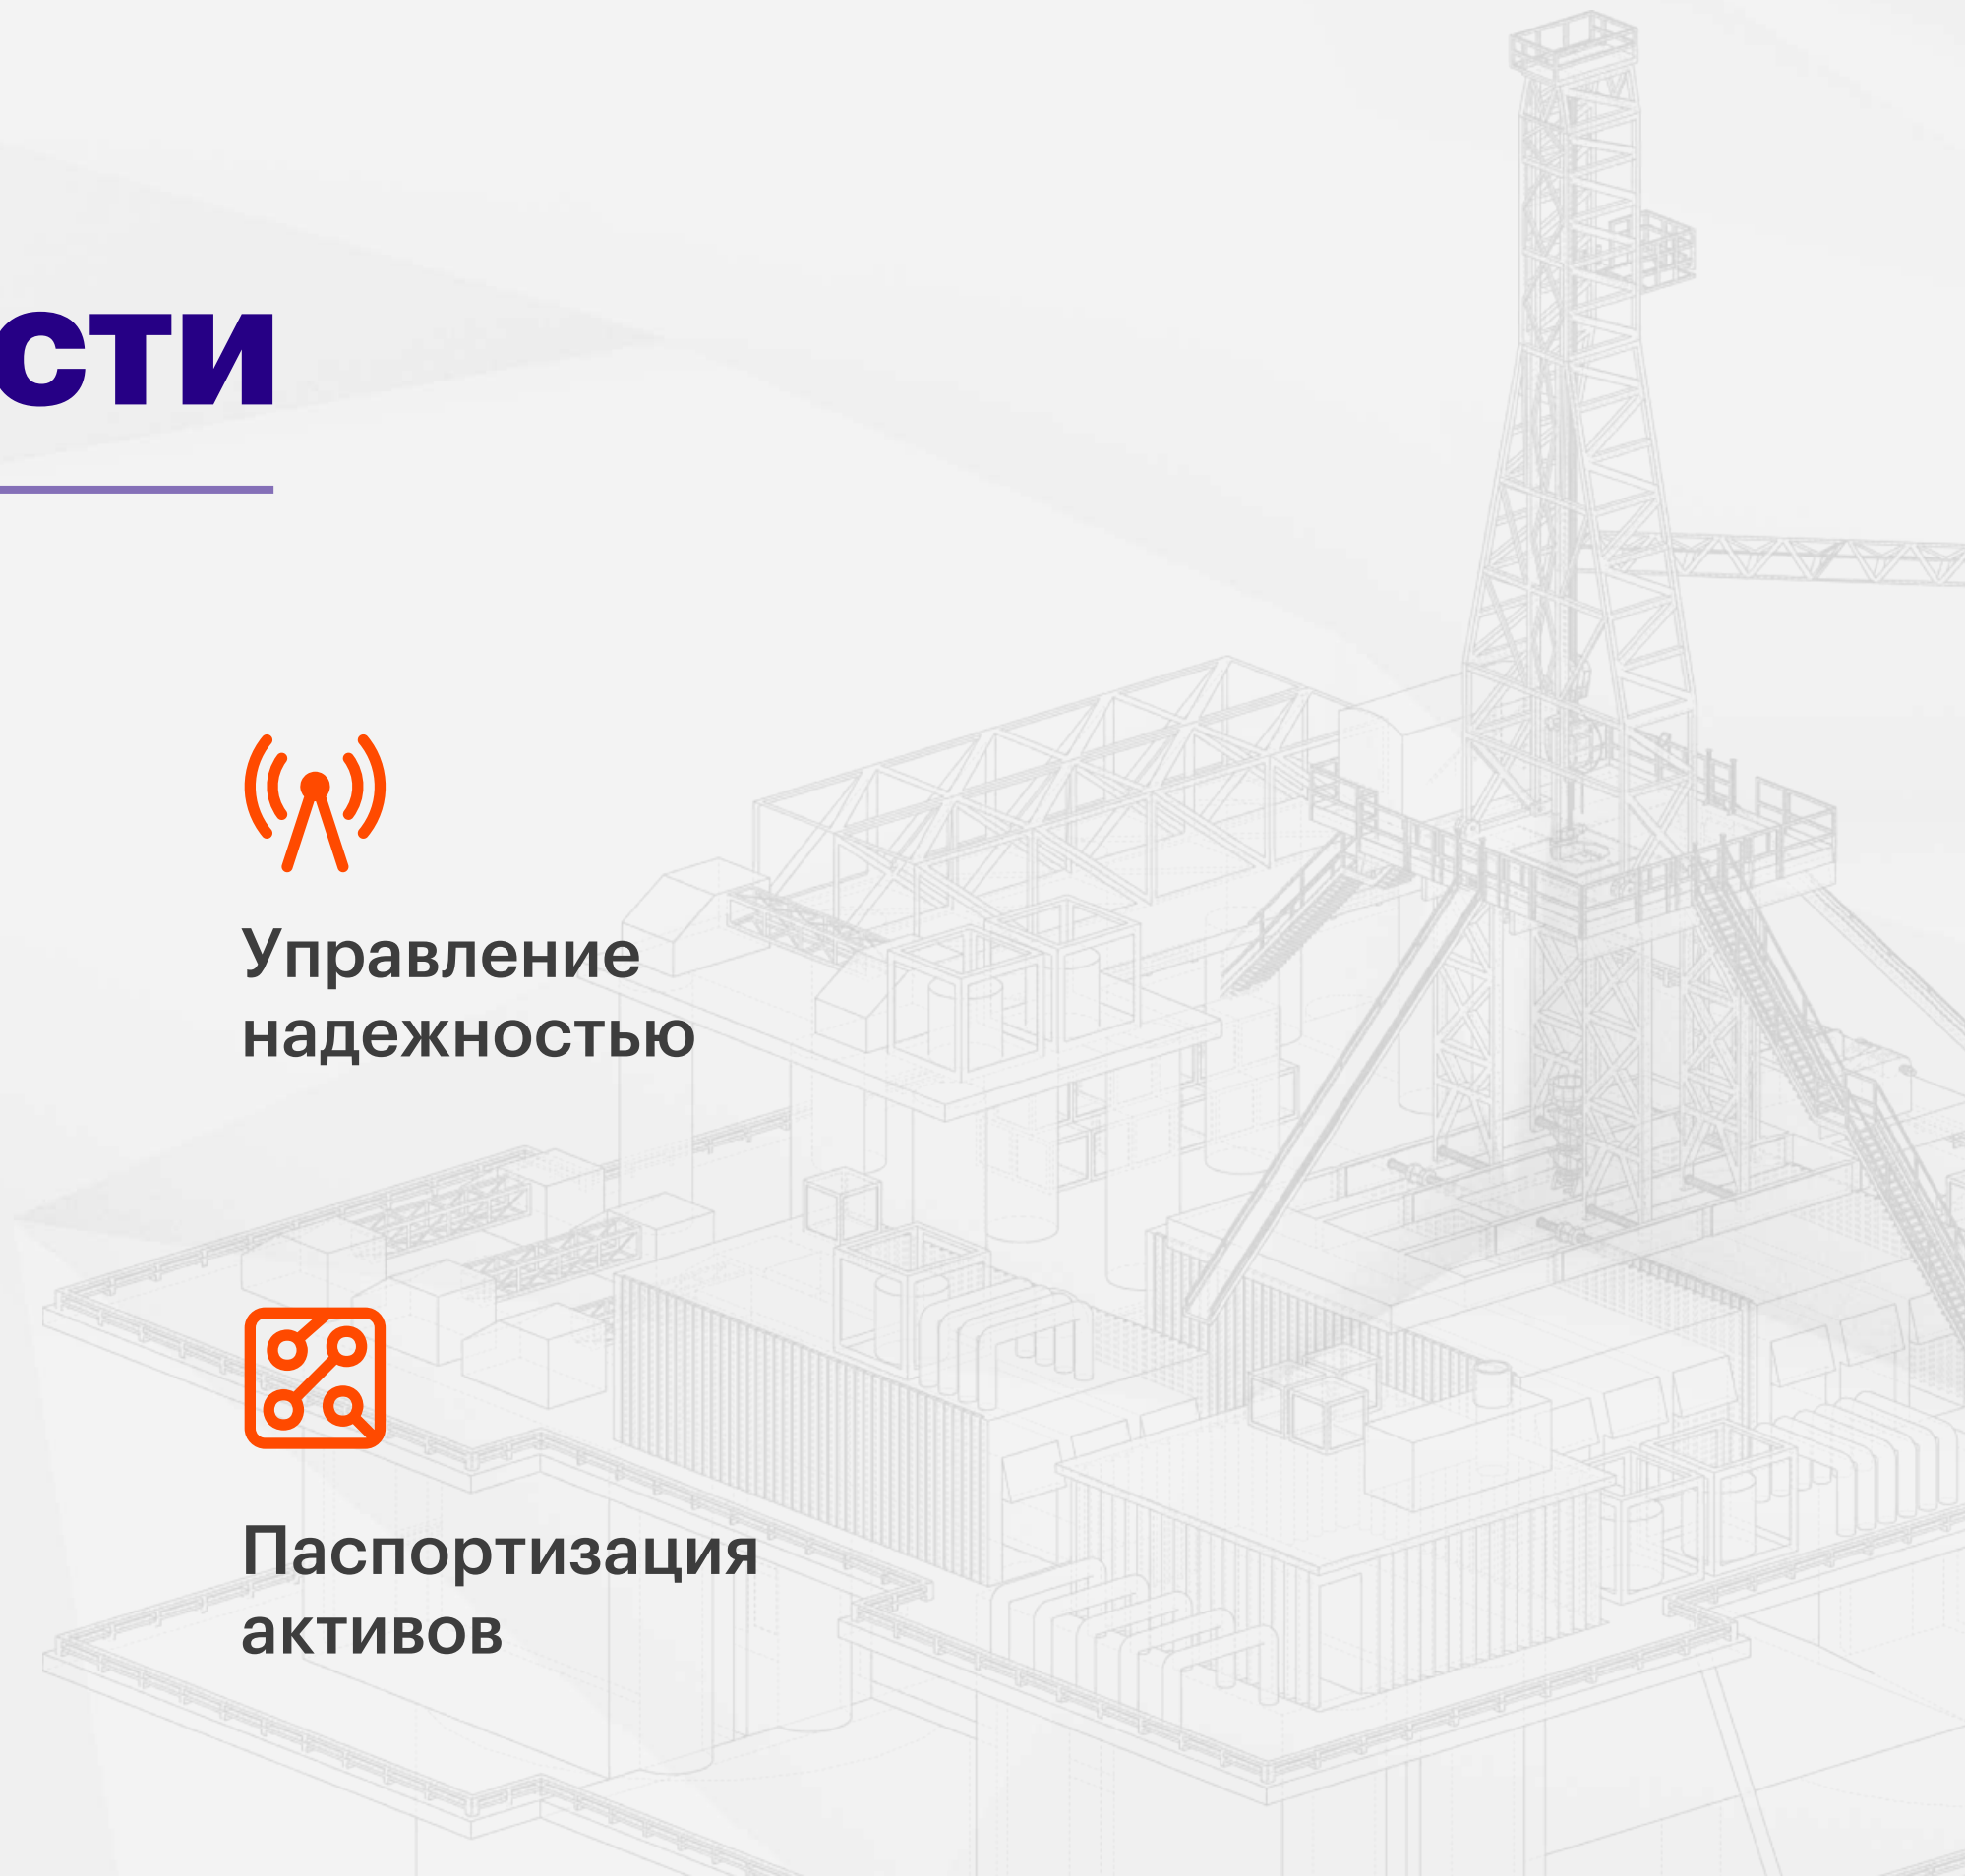 сти
Управление
надежностью
Паспортизация
активов